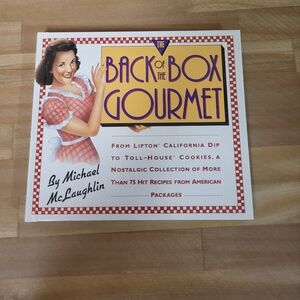 THE
BACK OF THE BOX
GOURMET
FROM LIPTON® CALIFORNIA DIP
TO TOLL-HOUSE® COOKIES, A
NOSTALGIC COLLECTION OF MORE
THAN 75 HIT RECIPES FROM AMERICAN
PACKAGES
By Michael
McLaughlin